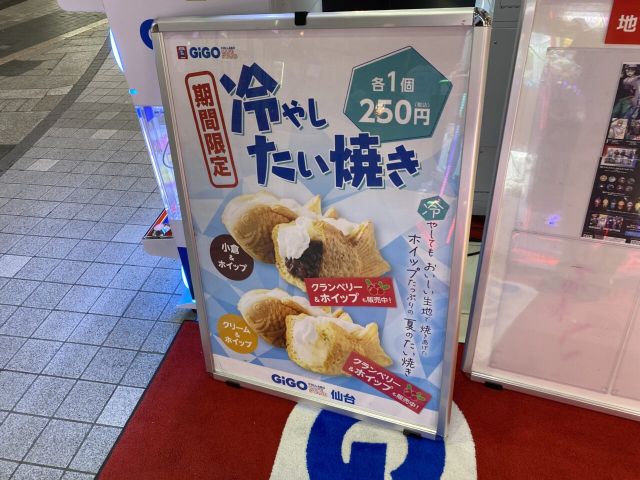 GiGO
期間限定
冷やし
たい焼き
各1個
250円
(税込)
小倉
&
ホイップ
クランベリー
&ホイップも販売中!
クリーム
&
ホイップ
クランベリー
&ホイップも販売中!
冷やしてもおいしい生地で焼きあげた
ホイップたっぷりの夏のたい焼き
GiGO
仙台
G
地